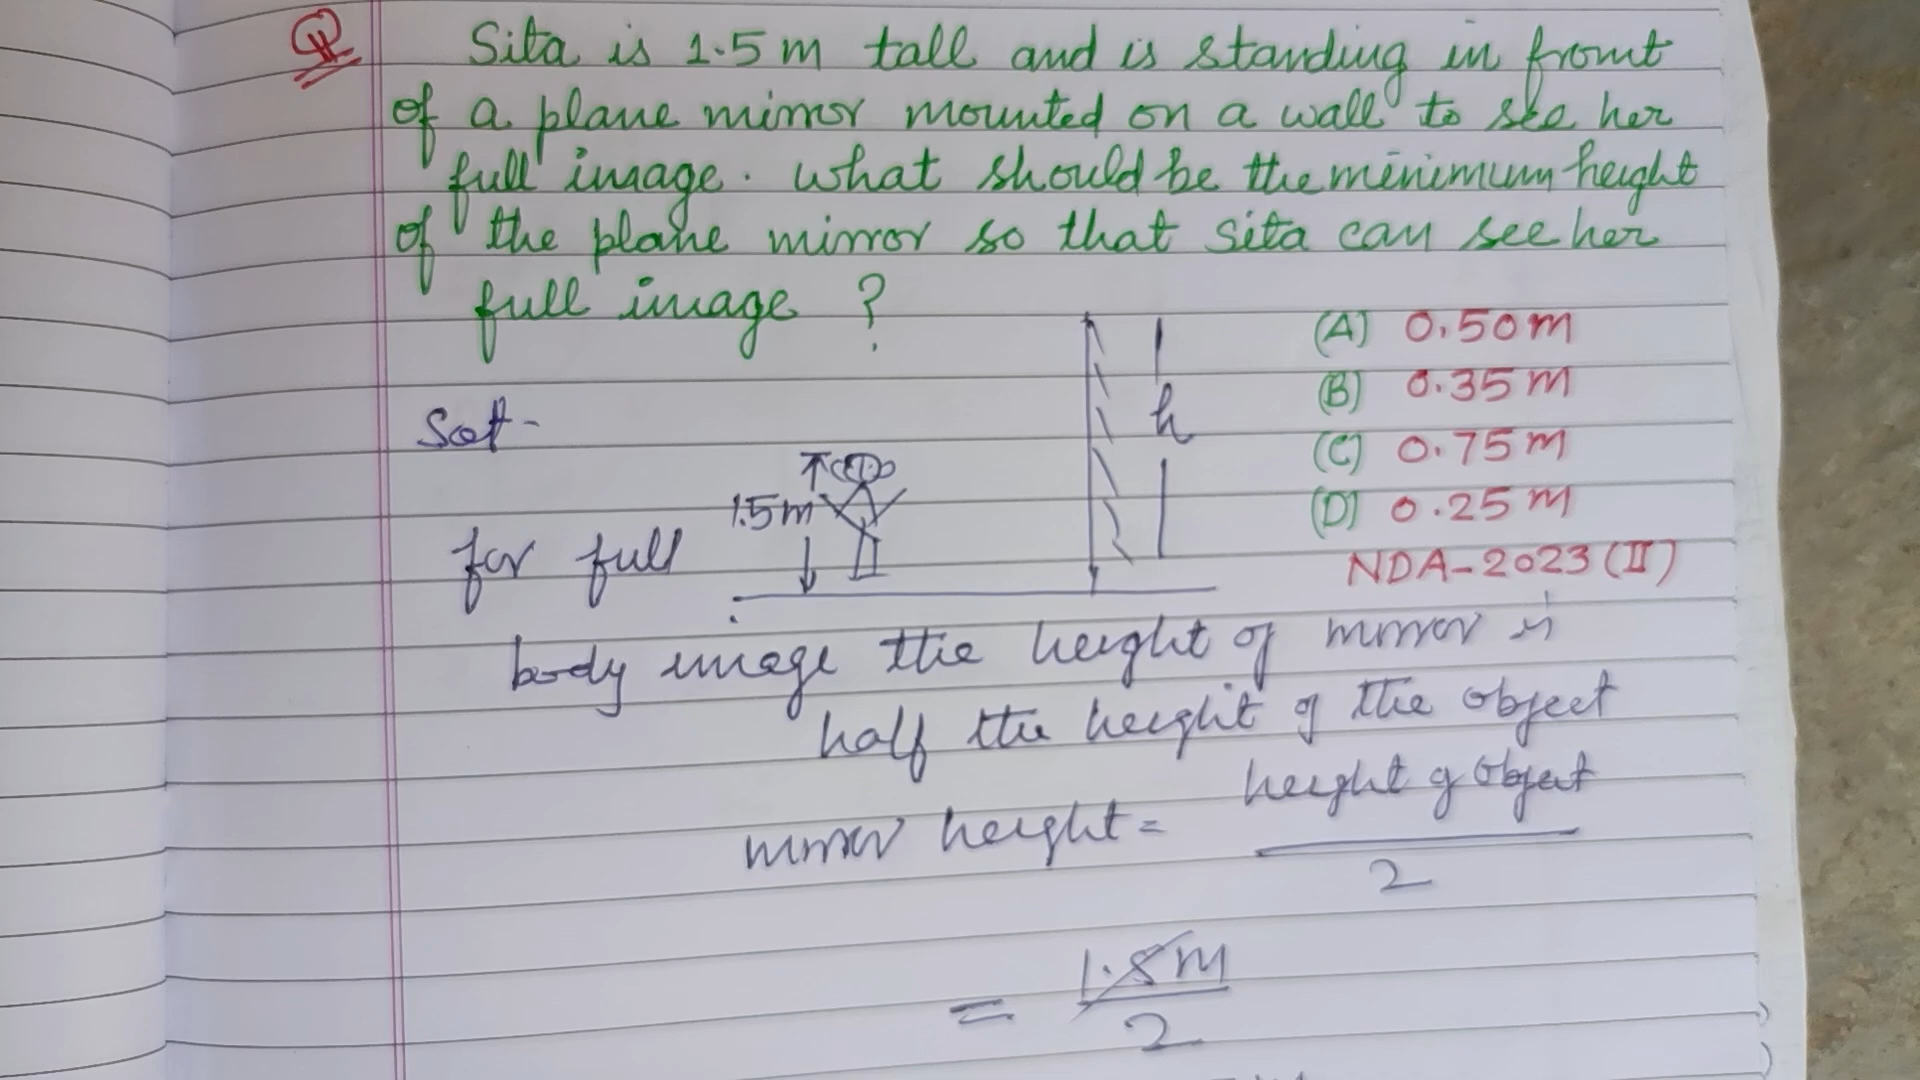 Q
Sita is 1.5 m tall and is standing in front
of a plane mirror mounted on a wall to see her
full image. What should be the minimum height
of the plane mirror so that Sita can see her
full image ?
(A) 0.50 m
(B) 0.35 m
(C) 0.75 m
(D) 0.25 m
NDA-2023 (II)
Sol-
h
1.5m
for full
body image the height of mirror is
half the height of the object
mirror height = height of object
2
= 1.5 m
2